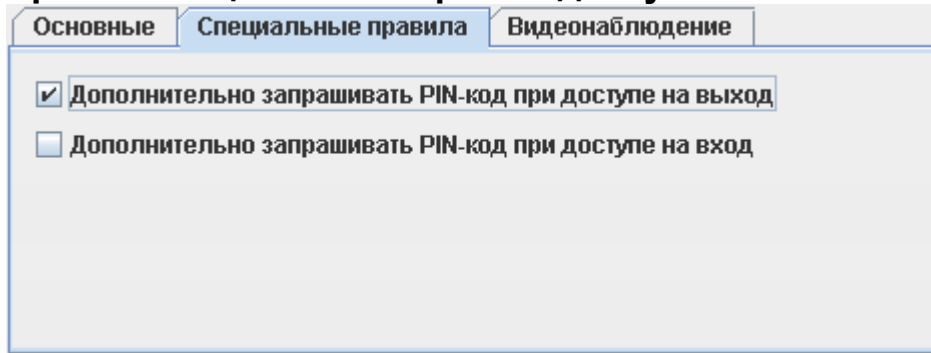 Основные Специальные правила Видеонаблюдение
Дополнительно запрашивать PIN-код при доступе на выход
Дополнительно запрашивать PIN-код при доступе на вход